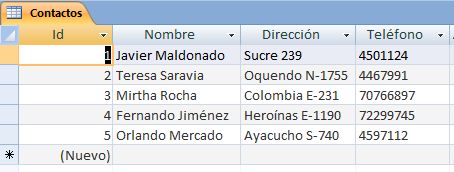 Contactos
Id Nombre Dirección Teléfono
1 Javier Maldonado Sucre 239 4501124
2 Teresa Saravia Oquendo N-1755 4467991
3 Mirtha Rocha Colombia E-231 70766897
4 Fernando Jiménez Heroínas E-1190 72299745
5 Orlando Mercado Ayacucho S-740 4597112
(Nuevo)